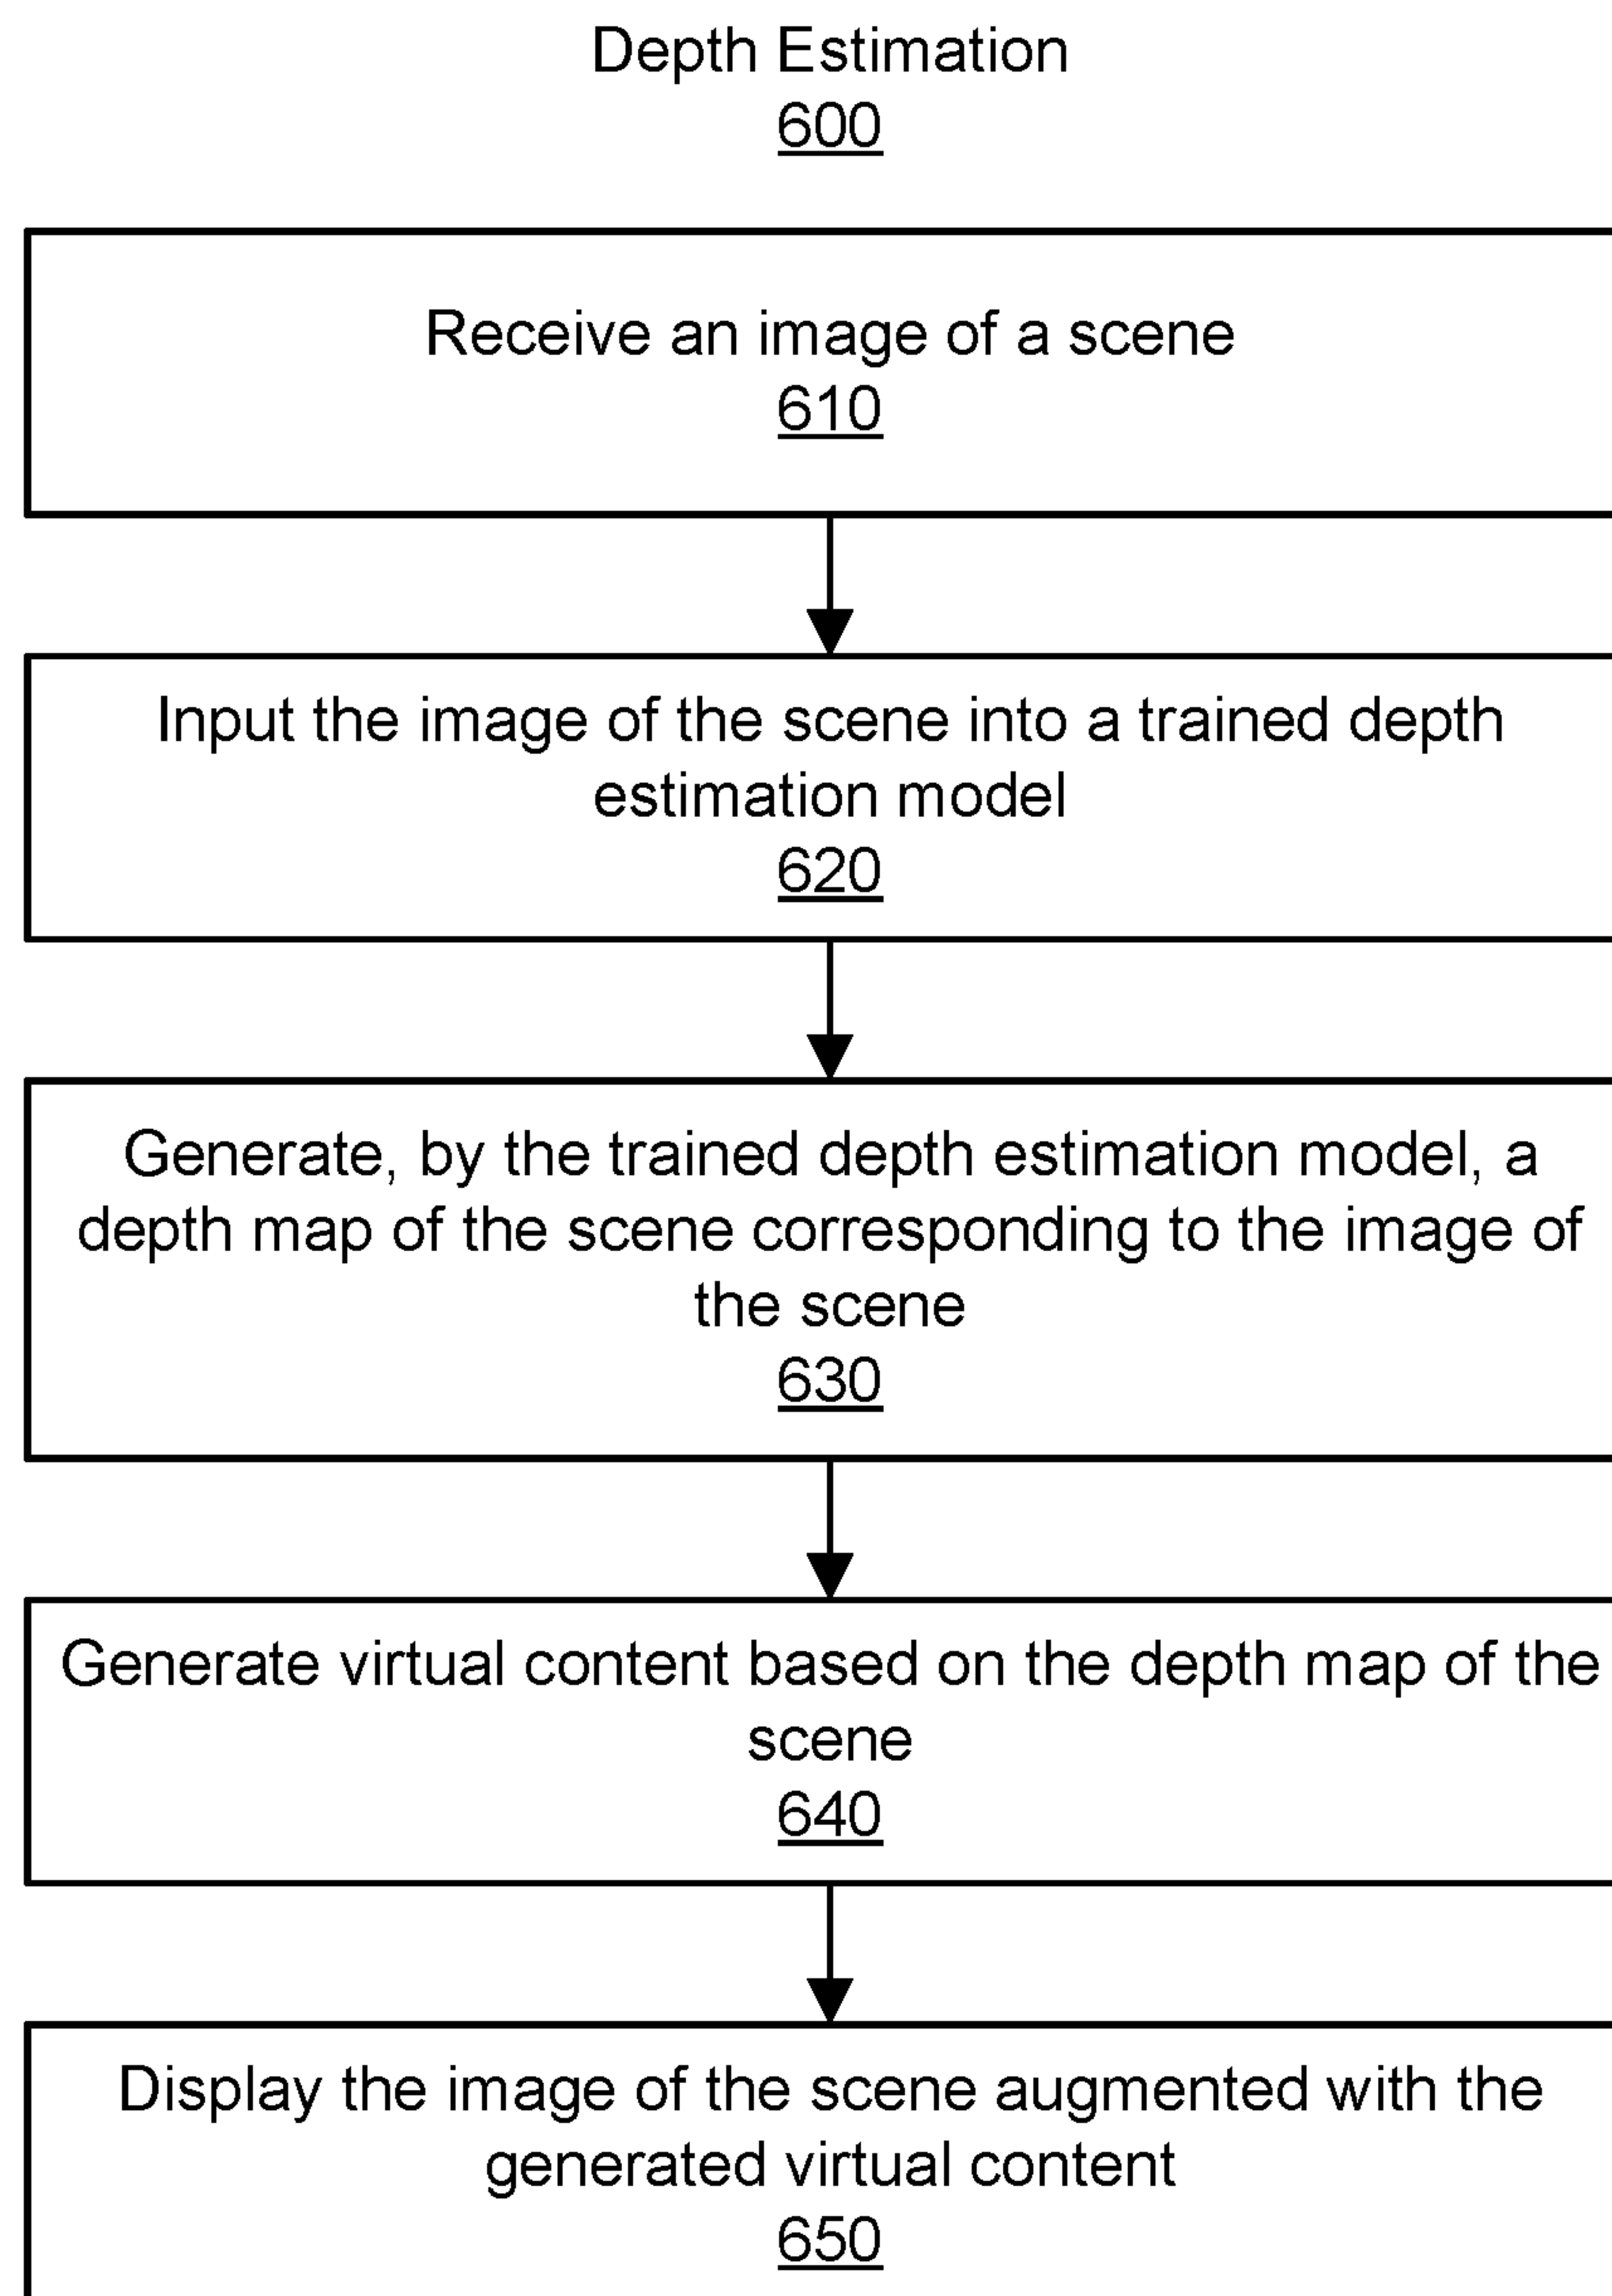 Depth Estimation
600
Receive an image of a scene
610
Input the image of the scene into a trained depth
estimation model
620
Generate, by the trained depth estimation model, a
depth map of the scene corresponding to the image of
the scene
630
Generate virtual content based on the depth map of the
scene
640
Display the image of the scene augmented with the
generated virtual content
650